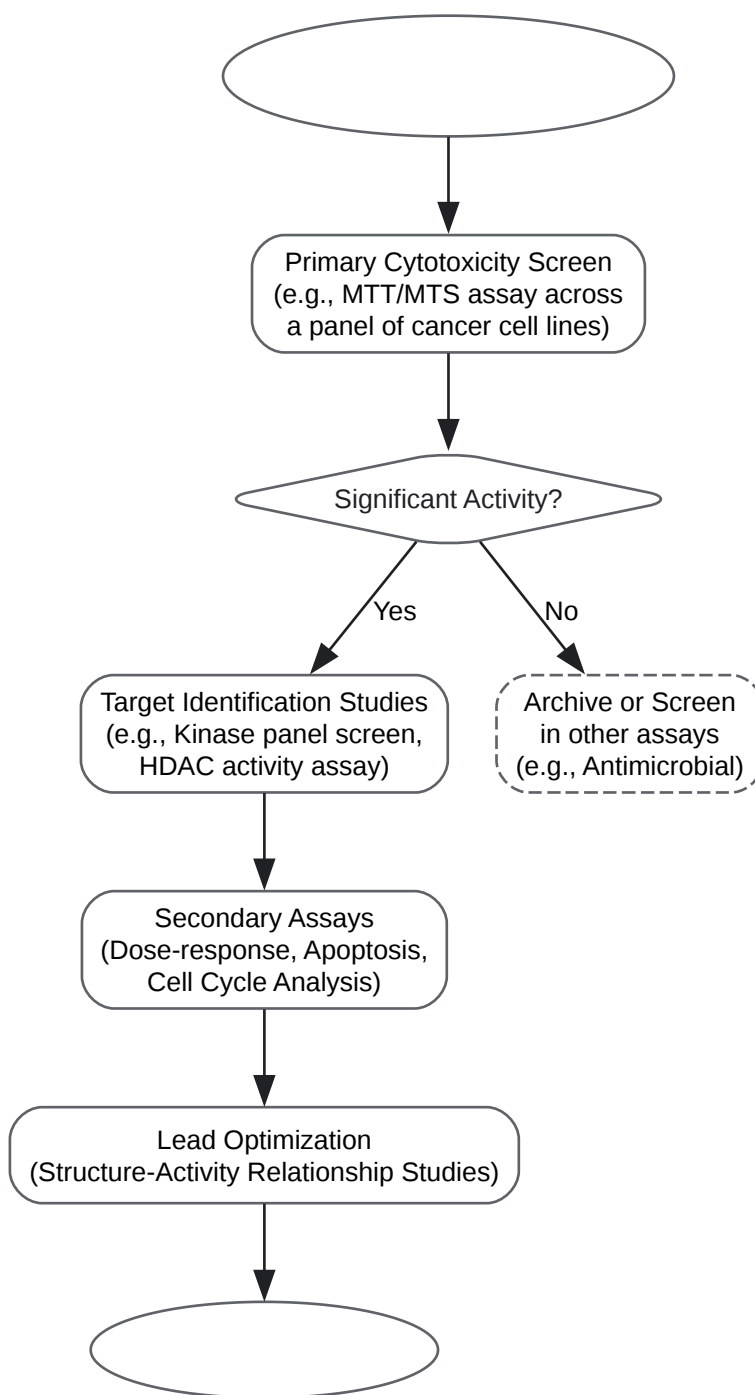 Primary Cytotoxicity Screen
(e.g., MTT/MTS assay across
a panel of cancer cell lines)
Significant Activity?
Yes
No
Target Identification Studies
(e.g., Kinase panel screen,
HDAC activity assay)
Archive or Screen
in other assays
(e.g., Antimicrobial)
Secondary Assays
(Dose-response, Apoptosis,
Cell Cycle Analysis)
Lead Optimization
(Structure-Activity Relationship Studies)